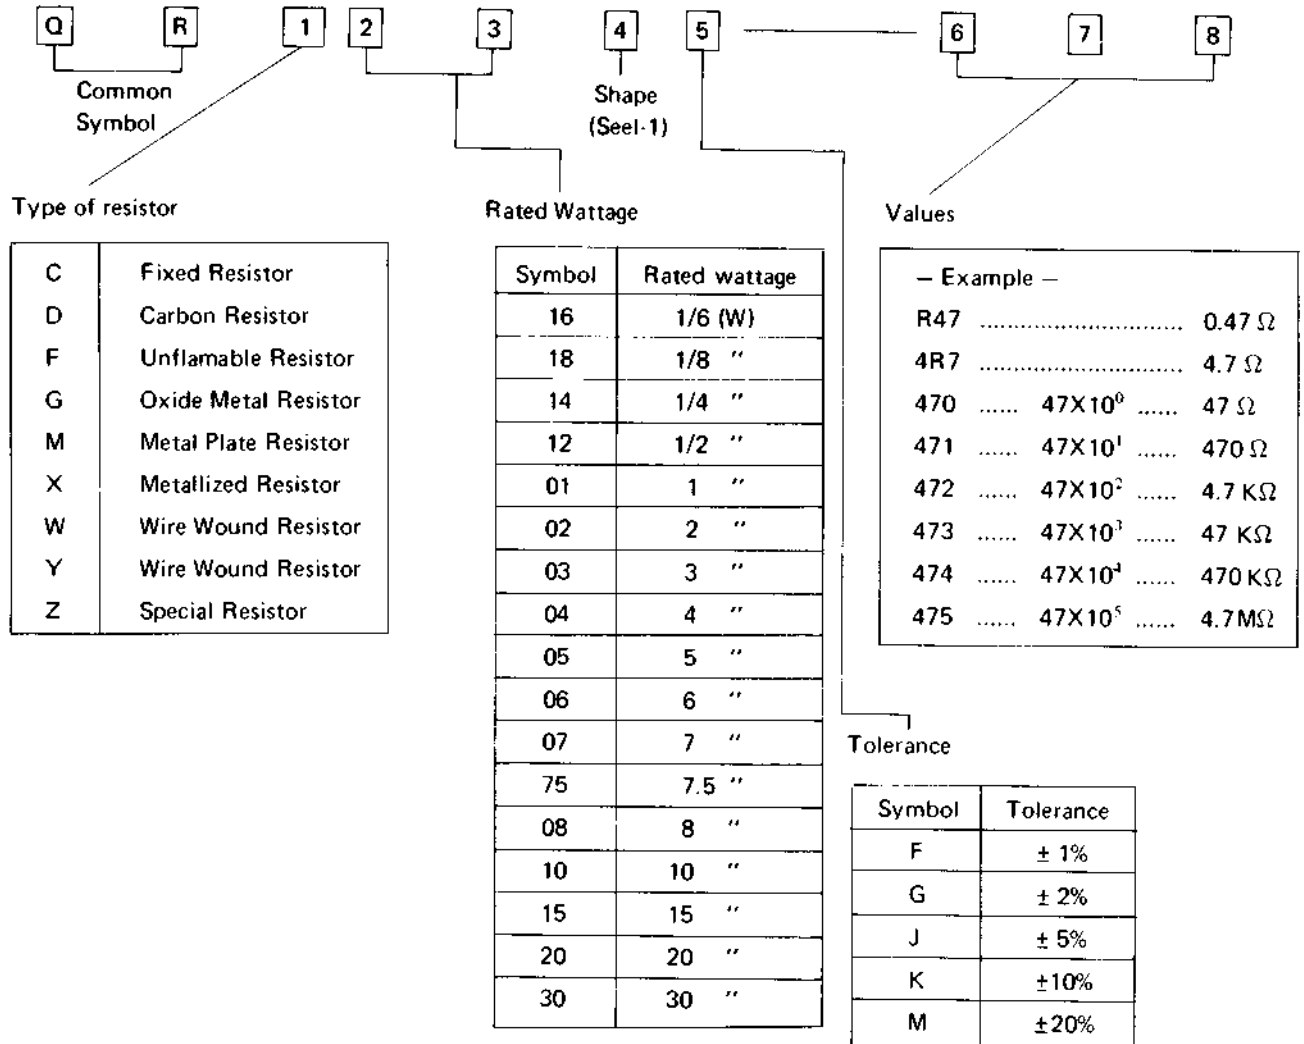 Q R 1 2 3 4 5 6 7 8
Common
Symbol
Shape
(Seel-1)
Type of resistor
C Fixed Resistor
D Carbon Resistor
F Unflamable Resistor
G Oxide Metal Resistor
M Metal Plate Resistor
X Metallized Resistor
W Wire Wound Resistor
Y Wire Wound Resistor
Z Special Resistor
Rated Wattage
Symbol Rated wattage
16 1/6 (W)
18 1/8 ″
14 1/4 ″
12 1/2 ″
01 1 ″
02 2 ″
03 3 ″
04 4 ″
05 5 ″
06 6 ″
07 7 ″
75 7.5 ″
08 8 ″
10 10 ″
15 15 ″
20 20 ″
30 30 ″
Values
– Example –
R47 ............................ 0.47 Ω
4R7 ............................ 4.7 Ω
470 ...... 47X10⁰ ...... 47 Ω
471 ...... 47X10¹ ...... 470 Ω
472 ...... 47X10² ...... 4.7 KΩ
473 ...... 47X10³ ...... 47 KΩ
474 ...... 47X10⁴ ...... 470 KΩ
475 ...... 47X10⁵ ...... 4.7MΩ
Tolerance
Symbol Tolerance
F ± 1%
G ± 2%
J ± 5%
K ±10%
M ±20%